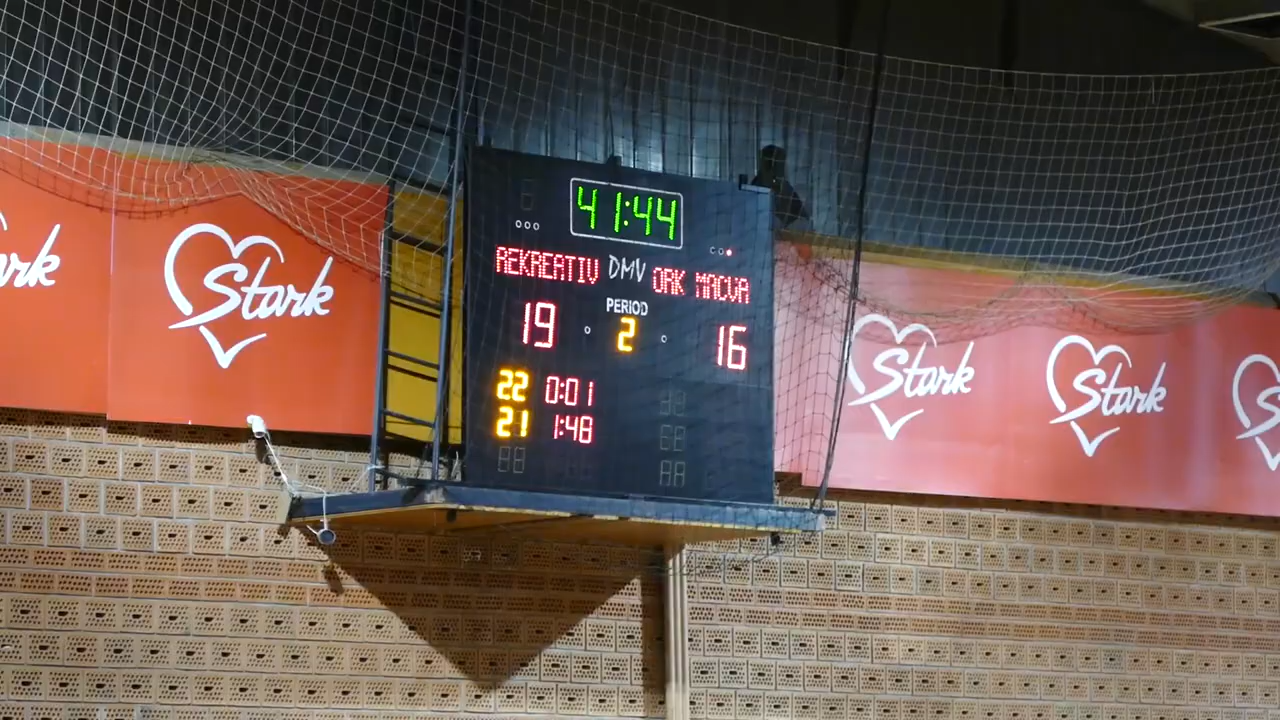 41:44
REKREATIV DMV ORK MACVA
PERIOD
19 2 16
22 0:01
21 1:48
Stark
Stark
Stark